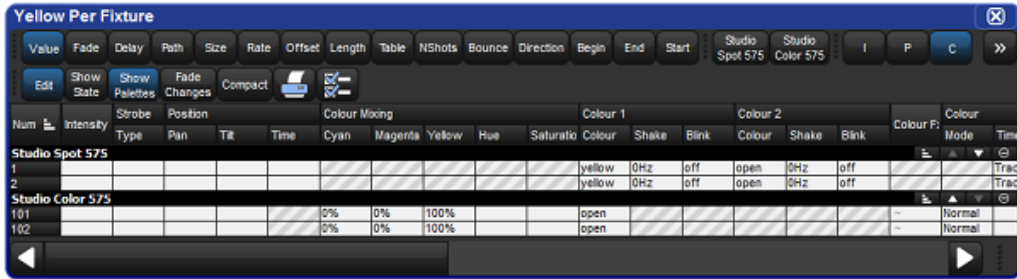 Yellow Per Fixture
Value Fade Delay Path Size Rate Offset Length Table NShots Bounce Direction Begin End Start Studio Spot 575 Studio Color 575 I P C »
Edit Show State Show Palettes Fade Changes Compact
Num Intensity Strobe Position Colour Mixing Colour 1 Colour 2 Colour F: Colour
Type Pan Tilt Time Cyan Magenta Yellow Hue Saturatio Colour Shake Blink Colour Shake Blink Mode Time
Studio Spot 575
1 yellow 0Hz off open 0Hz off Trac
2 yellow 0Hz off open 0Hz off Trac
Studio Color 575
101 0% 0% 100% open ~ Normal
102 0% 0% 100% open ~ Normal